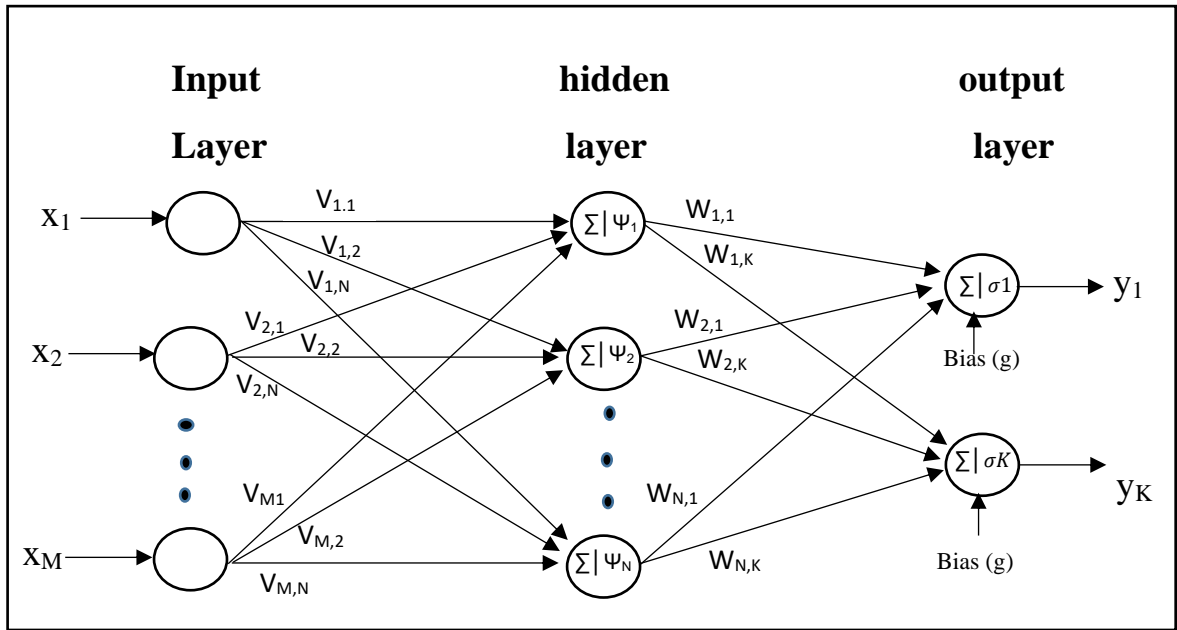 Input Layer
hidden layer
output layer
x₁
V₁.₁
V₁,₂
V₁,N
∑| Ψ₁
W₁,₁
W₁,K
∑| σ1
y₁
Bias (g)
x₂
V₂,₁
V₂,₂
V₂,N
∑| Ψ₂
W₂,₁
W₂,K
∑| σK
yK
Bias (g)
xM
VM1
VM,₂
VM,N
∑| ΨN
WN,₁
WN,K